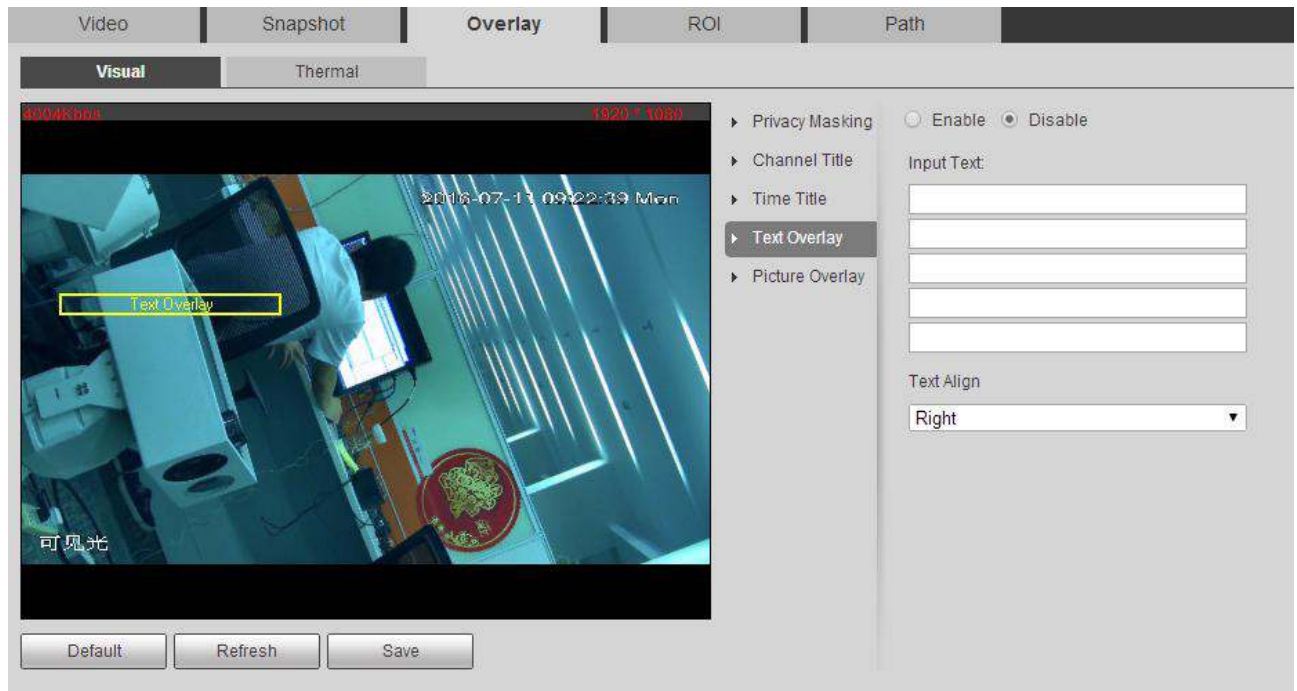 Video Snapshot Overlay ROI Path
Visual Thermal
4004Kbps 1920 * 1080
2016-07-11 09:22:39 Mon
Text Overlay
可见光
Privacy Masking
Channel Title
Time Title
Text Overlay
Picture Overlay
Enable Disable
Input Text:
Text Align
Right
Default Refresh Save